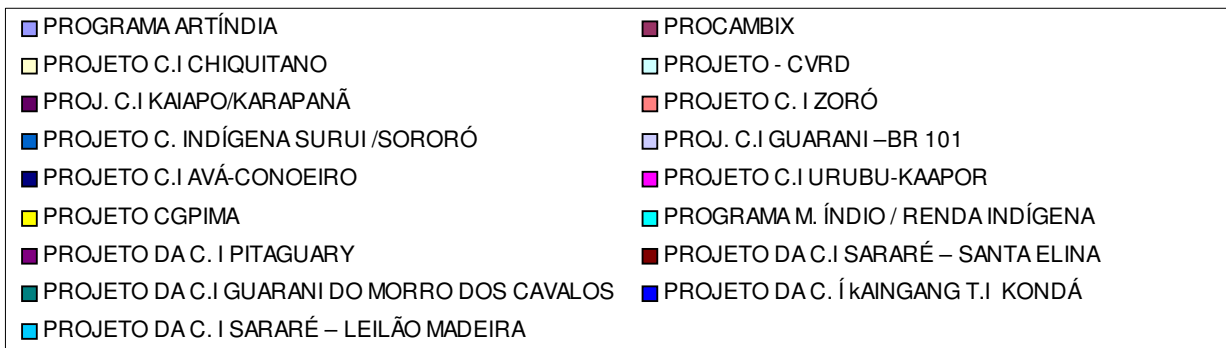 PROGRAMA ARTÍNDIA PROCAMBIX
PROJETO C.I CHIQUITANO PROJETO - CVRD
PROJ. C.I KAIAPO/KARAPANÃ PROJETO C. I ZORÓ
PROJETO C. INDÍGENA SURUI /SORORÓ PROJ. C.I GUARANI –BR 101
PROJETO C.I AVÁ-CONOEIRO PROJETO C.I URUBU-KAAPOR
PROJETO CGPIMA PROGRAMA M. ÍNDIO / RENDA INDÍGENA
PROJETO DA C. I PITAGUARY PROJETO DA C.I SARARÉ – SANTA ELINA
PROJETO DA C.I GUARANI DO MORRO DOS CAVALOS PROJETO DA C. Í kAINGANG T.I KONDÁ
PROJETO DA C. I SARARÉ – LEILÃO MADEIRA